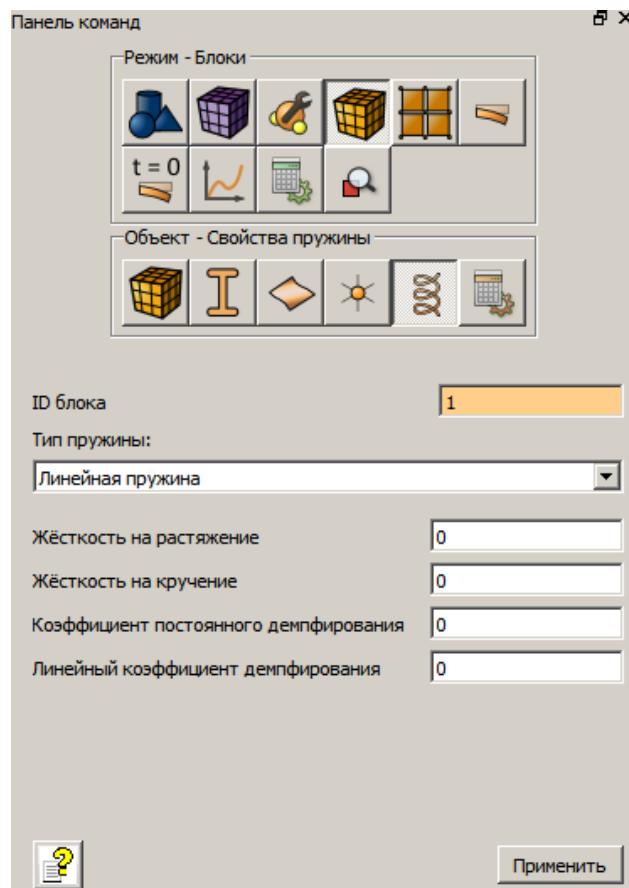 Панель команд
Режим - Блоки
t = 0
Объект - Свойства пружины
ID блока 1
Тип пружины:
Линейная пружина
Жёсткость на растяжение 0
Жёсткость на кручение 0
Коэффициент постоянного демпфирования 0
Линейный коэффициент демпфирования 0
Применить